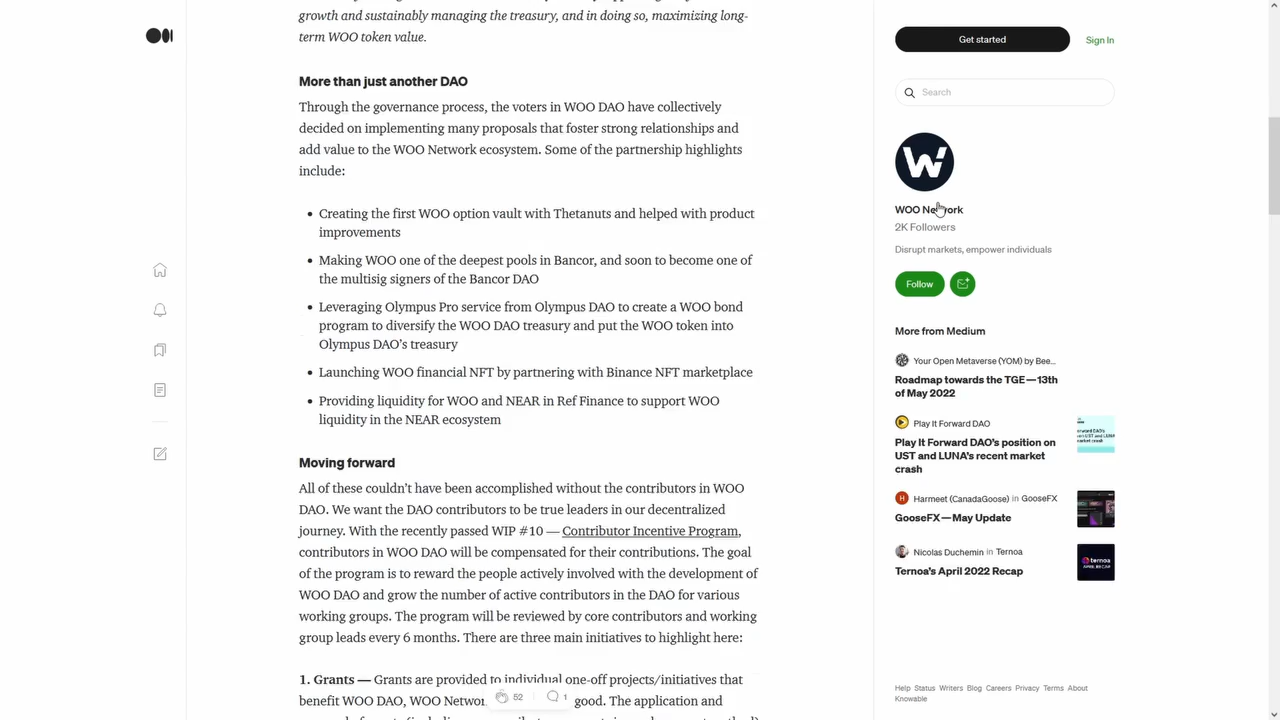 growth and sustainably managing the treasury, and in doing so, maximizing long-
term WOO token value.
More than just another DAO
Through the governance process, the voters in WOO DAO have collectively
decided on implementing many proposals that foster strong relationships and
add value to the WOO Network ecosystem. Some of the partnership highlights
include:
• Creating the first WOO option vault with Thetanuts and helped with product
improvements
• Making WOO one of the deepest pools in Bancor, and soon to become one of
the multisig signers of the Bancor DAO
• Leveraging Olympus Pro service from Olympus DAO to create a WOO bond
program to diversify the WOO DAO treasury and put the WOO token into
Olympus DAO's treasury
• Launching WOO financial NFT by partnering with Binance NFT marketplace
• Providing liquidity for WOO and NEAR in Ref Finance to support WOO
liquidity in the NEAR ecosystem
Moving forward
All of these couldn't have been accomplished without the contributors in WOO
DAO. We want the DAO contributors to be true leaders in our decentralized
journey. With the recently passed WIP #10 — Contributor Incentive Program,
contributors in WOO DAO will be compensated for their contributions. The goal
of the program is to reward the people actively involved with the development of
WOO DAO and grow the number of active contributors in the DAO for various
working groups. The program will be reviewed by core contributors and working
group leads every 6 months. There are three main initiatives to highlight here:
1. Grants — Grants are provided to individual one-off projects/initiatives that
benefit WOO DAO, WOO Networ
good. The application and
52
1
Get started
Sign In
Search
WOO Network
2K Followers
Disrupt markets, empower individuals
Follow
More from Medium
Your Open Metaverse (YOM) by Bee...
Roadmap towards the TGE—13th
of May 2022
Play It Forward DAO
Play It Forward DAO's position on
UST and LUNA's recent market
crash
H
Harmeet (CanadaGoose) in GooseFX
GooseFX—May Update
Nicolas Duchemin in Ternoa
Ternoa's April 2022 Recap
ternoa
APRIL RECAP
Help Status Writers Blog Careers Privacy Terms About
Knowable